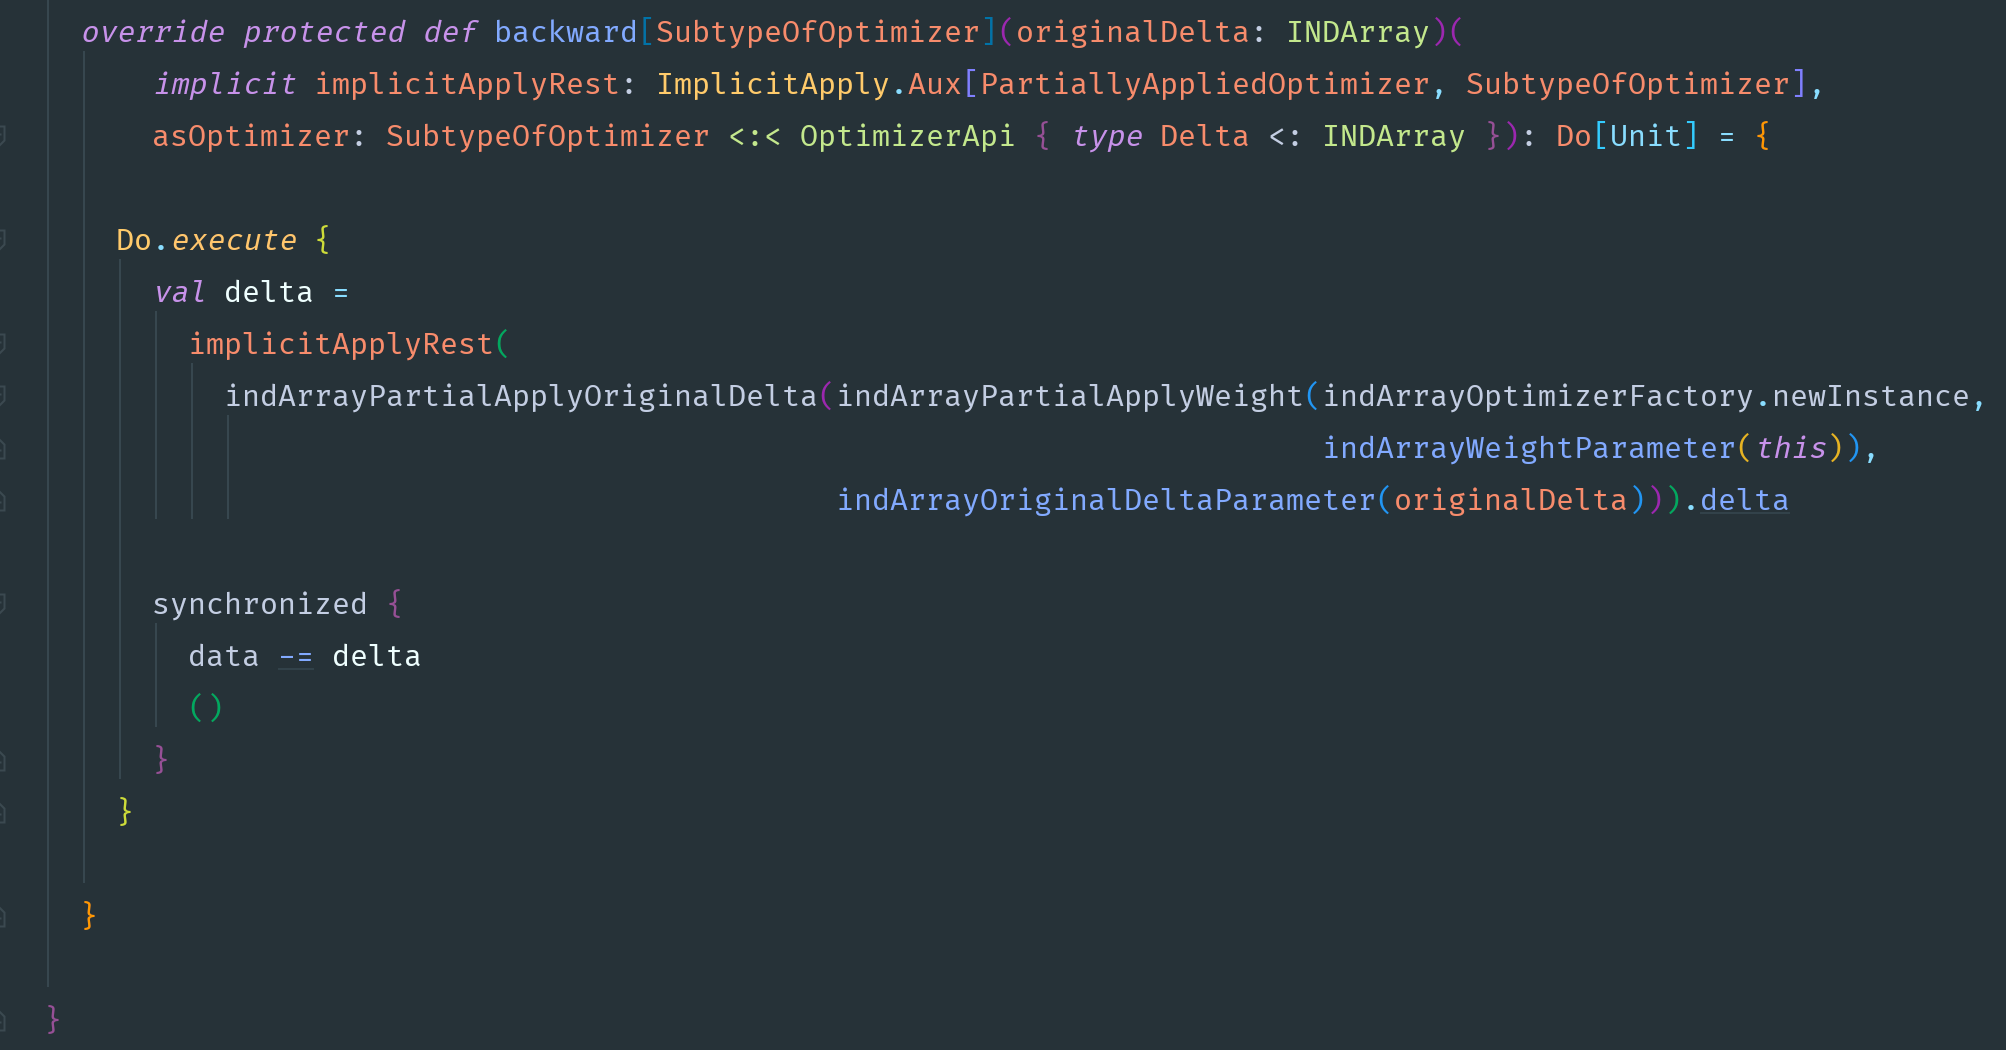 override protected def backward[SubtypeOfOptimizer](originalDelta: INDArray)(
implicit implicitApplyRest: ImplicitApply.Aux[PartiallyAppliedOptimizer, SubtypeOfOptimizer],
asOptimizer: SubtypeOfOptimizer <:< OptimizerApi { type Delta <: INDArray }): Do[Unit] = {
Do.execute {
val delta =
implicitApplyRest(
indArrayPartialApplyOriginalDelta(indArrayPartialApplyWeight(indArrayOptimizerFactory.newInstance,
indArrayWeightParameter(this)),
indArrayOriginalDeltaParameter(originalDelta))).delta
synchronized {
data -= delta
()
}
}
}
}